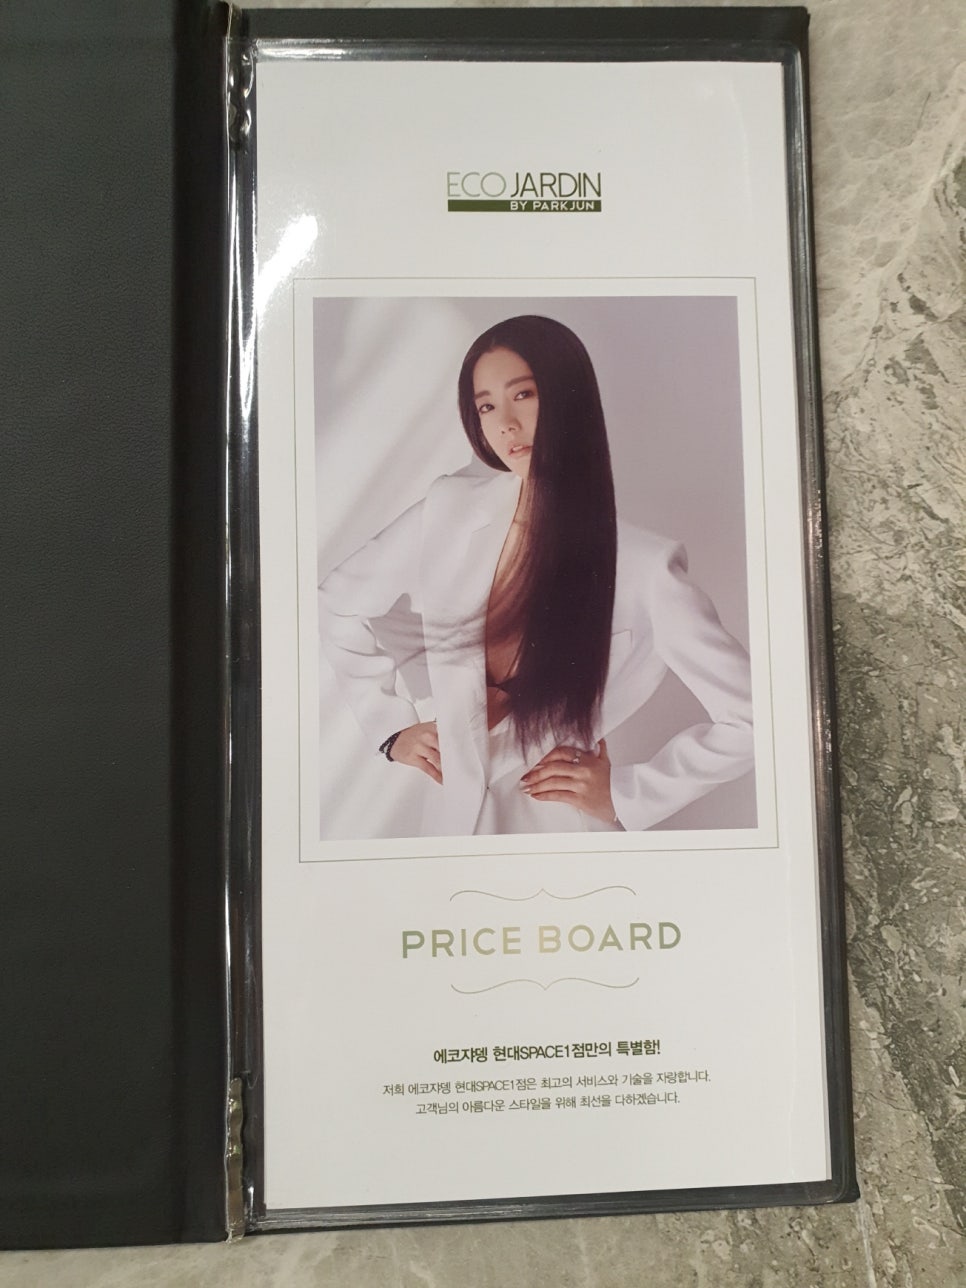 ECO JARDIN
BY PARKJUN
PRICE BOARD
에코쟈뎅 현대SPACE1점만의 특별함!
저희 에코쟈뎅 현대SPACE1점은 최고의 서비스와 기술을 자랑합니다.
고객님의 아름다운 스타일을 위해 최선을 다하겠습니다.